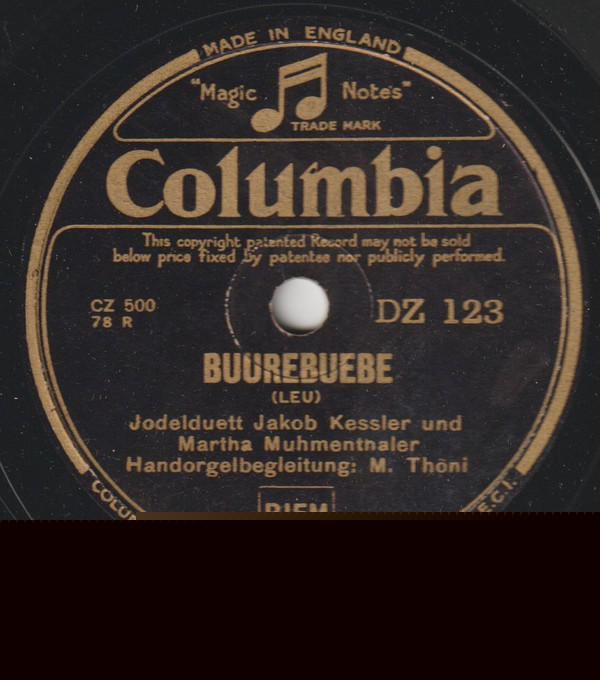 MADE IN ENGLAND
"Magic Notes"
TRADE MARK
Columbia
This copyright patented Record may not be sold
below price fixed by patentee nor publicly performed.
CZ 500
78 R
DZ 123
BUUREBUEBE
(LEU)
Jodelduett Jakob Kessler und
Martha Muhmenthaler
Handorgelbegleitung: M. Thöni
BIEM
E.C.1.